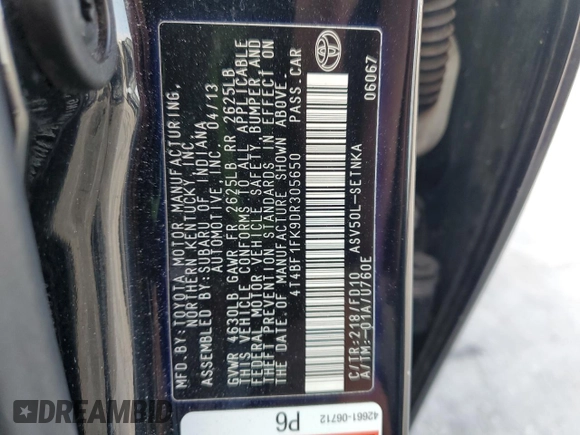 MFD. BY: TOYOTA MOTOR MANUFACTURING,
NORTHERN KENTUCKY, INC.
ASSEMBLED BY: SUBARU OF INDIANA
AUTOMOTIVE, INC. 04/13
GVWR 4630LB GAWR FR 2625LB RR 2625LB
THIS VEHICLE CONFORMS TO ALL APPLICABLE
FEDERAL MOTOR VEHICLE SAFETY, BUMPER AND
THEFT PREVENTION STANDARDS IN EFFECT ON
THE DATE OF MANUFACTURE SHOWN ABOVE.
4T4BF1FK9DR305650 PASS.CAR
06067
ASV50L-SETNKA
C/TR:218/FD10
A/TM:-01A/U760E
TOYOTA
42661-06712
P6
DREAMBID